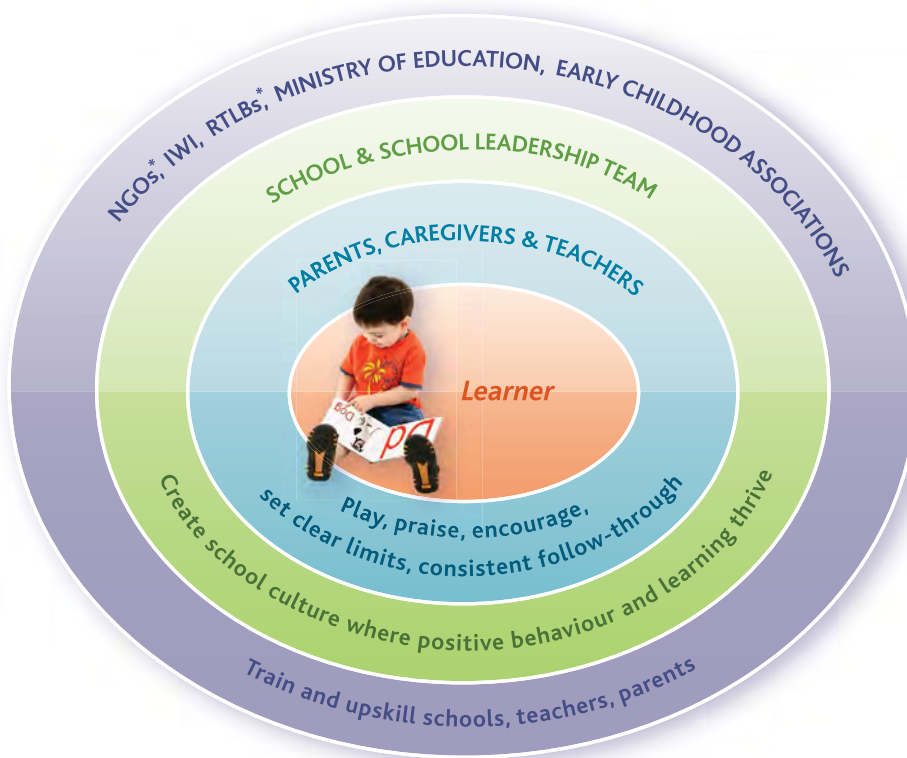 NGOs*, IWI, RTLBs*, MINISTRY OF EDUCATION, EARLY CHILDHOOD ASSOCIATIONS
SCHOOL & SCHOOL LEADERSHIP TEAM
PARENTS, CAREGIVERS & TEACHERS
Learner
Dog
Dd
Play, praise, encourage,
set clear limits, consistent follow-through
Create school culture where positive behaviour and learning thrive
Train and upskill schools, teachers, parents